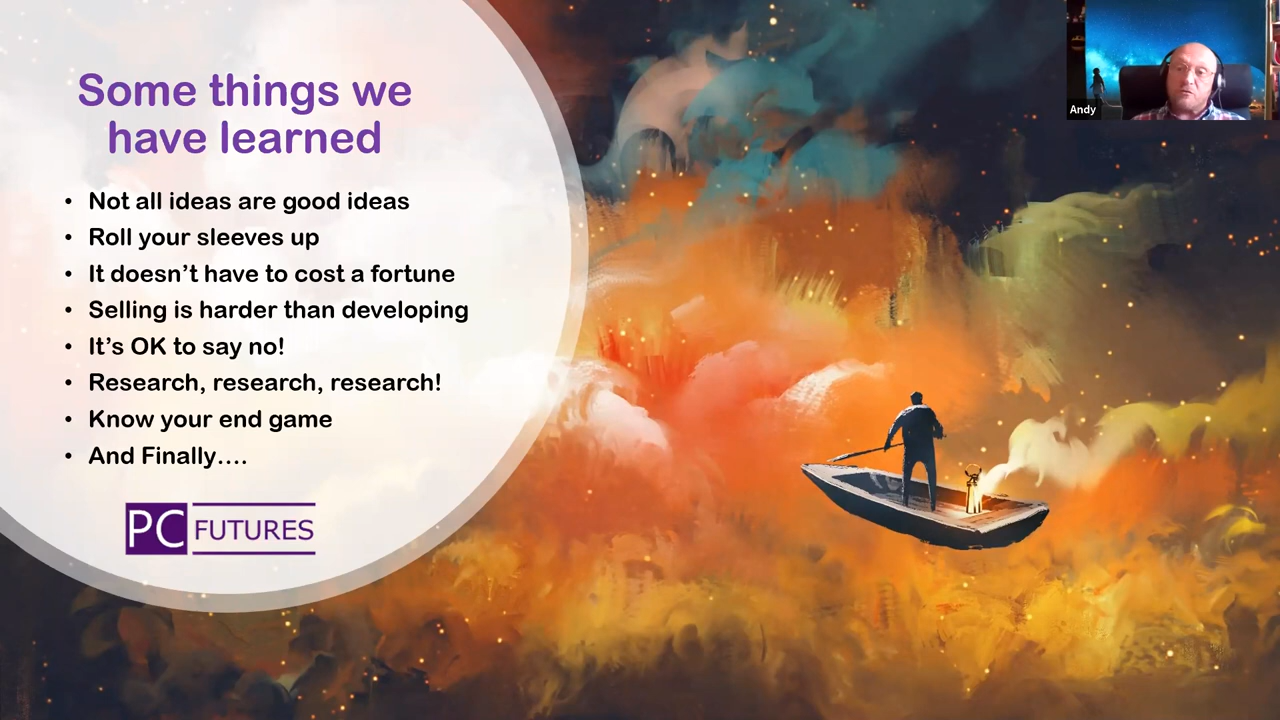 Some things we
have learned
• Not all ideas are good ideas
• Roll your sleeves up
• It doesn’t have to cost a fortune
• Selling is harder than developing
• It’s OK to say no!
• Research, research, research!
• Know your end game
• And Finally….
PC FUTURES
Andy